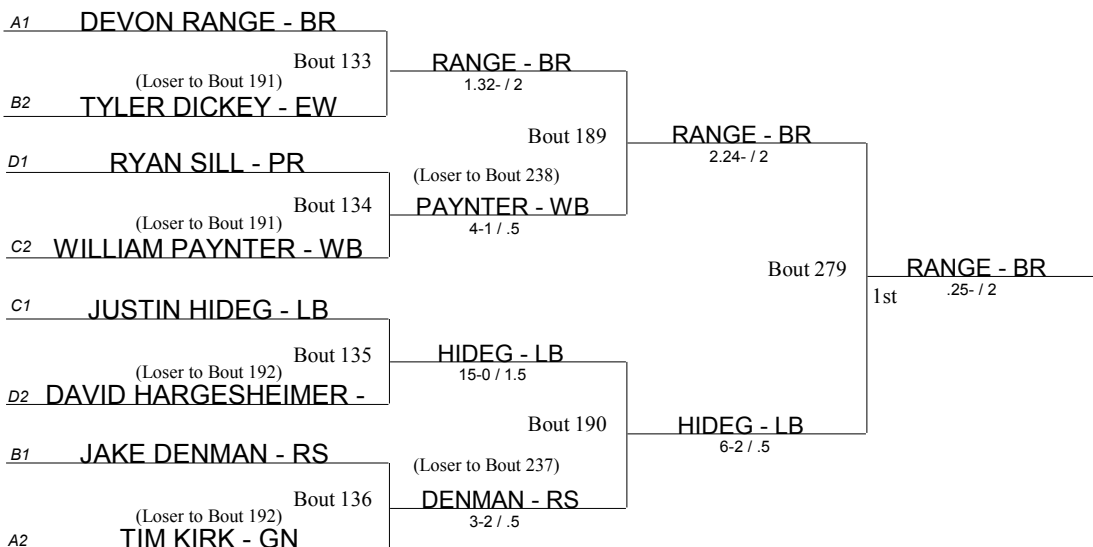 A1 DEVON RANGE - BR
Bout 133 RANGE - BR
(Loser to Bout 191) 1.32- / 2
B2 TYLER DICKEY - EW
Bout 189 RANGE - BR
2.24- / 2
D1 RYAN SILL - PR
(Loser to Bout 238)
Bout 134 PAYNTER - WB
(Loser to Bout 191) 4-1 / .5
C2 WILLIAM PAYNTER - WB
Bout 279 RANGE - BR
1st .25- / 2
C1 JUSTIN HIDEG - LB
Bout 135 HIDEG - LB
(Loser to Bout 192) 15-0 / 1.5
D2 DAVID HARGESHEIMER -
Bout 190 HIDEG - LB
6-2 / .5
B1 JAKE DENMAN - RS
(Loser to Bout 237)
Bout 136 DENMAN - RS
(Loser to Bout 192) 3-2 / .5
A2 TIM KIRK - GN